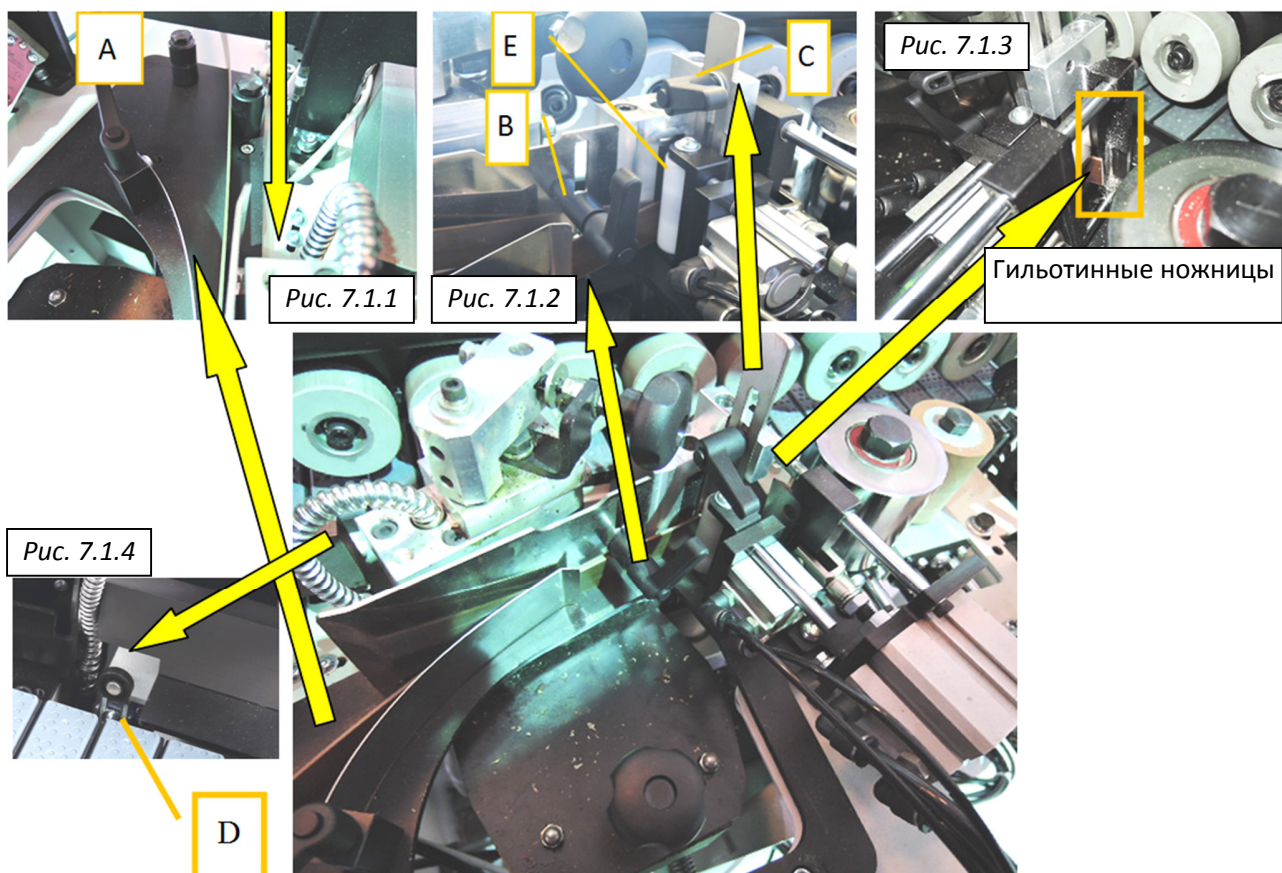 A
E
C
B
Рис. 7.1.3
Рис. 7.1.1
Рис. 7.1.2
Гильотинные ножницы
Рис. 7.1.4
D